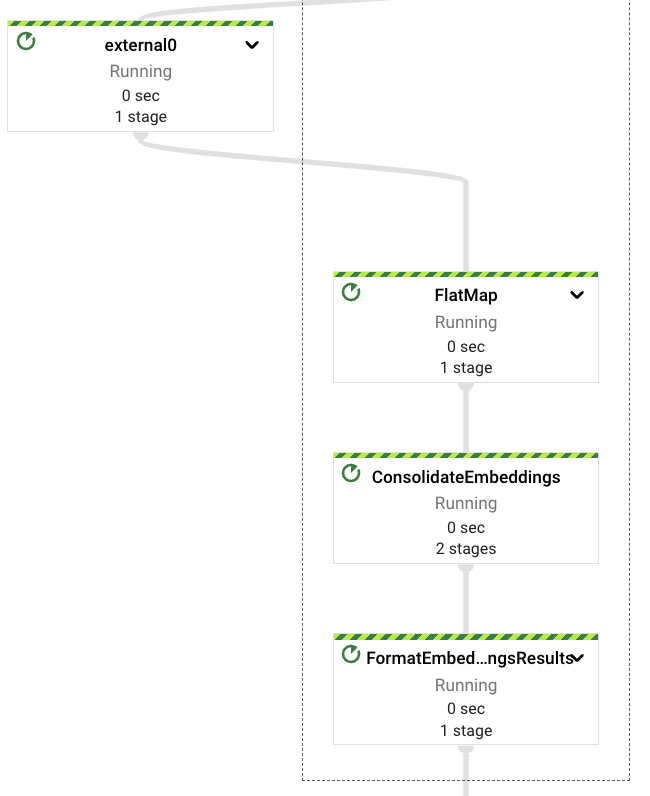 external0
Running
0 sec
1 stage
FlatMap
Running
0 sec
1 stage
ConsolidateEmbeddings
Running
0 sec
2 stages
FormatEmbed...ngsResults
Running
0 sec
1 stage